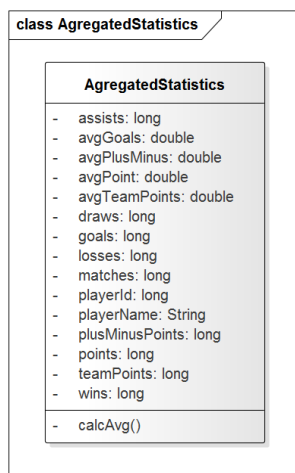 class AgregatedStatistics
AgregatedStatistics
- assists: long
- avgGoals: double
- avgPlusMinus: double
- avgPoint: double
- avgTeamPoints: double
- draws: long
- goals: long
- losses: long
- matches: long
- playerId: long
- playerName: String
- plusMinusPoints: long
- points: long
- teamPoints: long
- wins: long
- calcAvg()